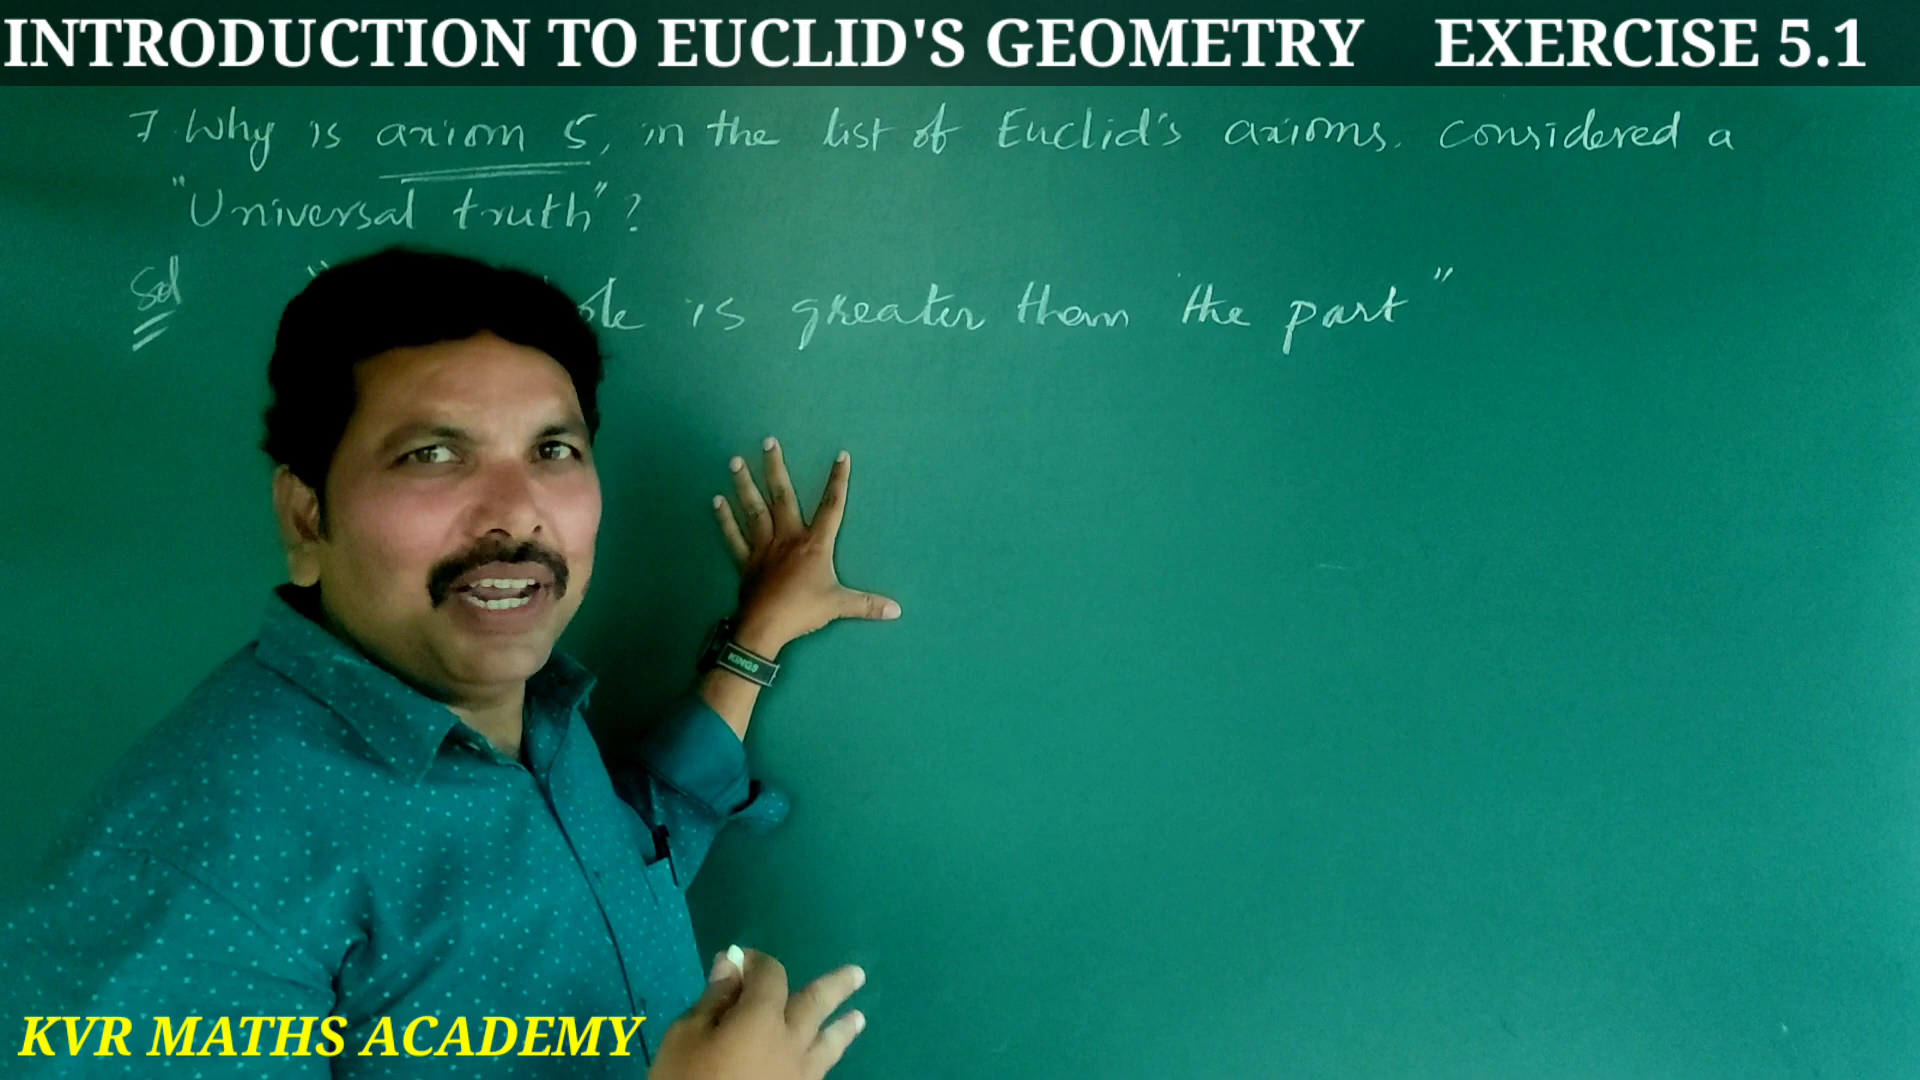 INTRODUCTION TO EUCLID'S GEOMETRY EXERCISE 5.1
7. Why is axiom 5, in the list of Euclid's axioms, considered a
"Universal truth"?
Sol " is greater than the part"
KINGS
KVR MATHS ACADEMY